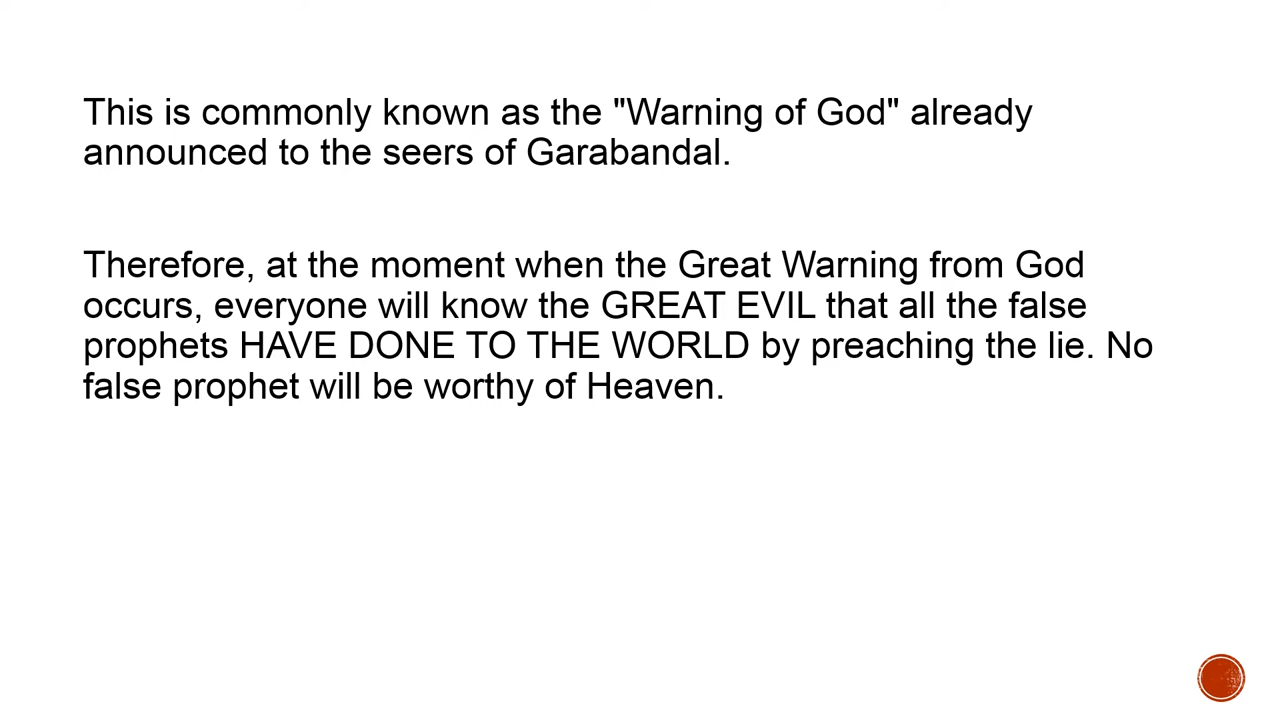 This is commonly known as the "Warning of God" already
announced to the seers of Garabandal.
Therefore, at the moment when the Great Warning from God
occurs, everyone will know the GREAT EVIL that all the false
prophets HAVE DONE TO THE WORLD by preaching the lie. No
false prophet will be worthy of Heaven.